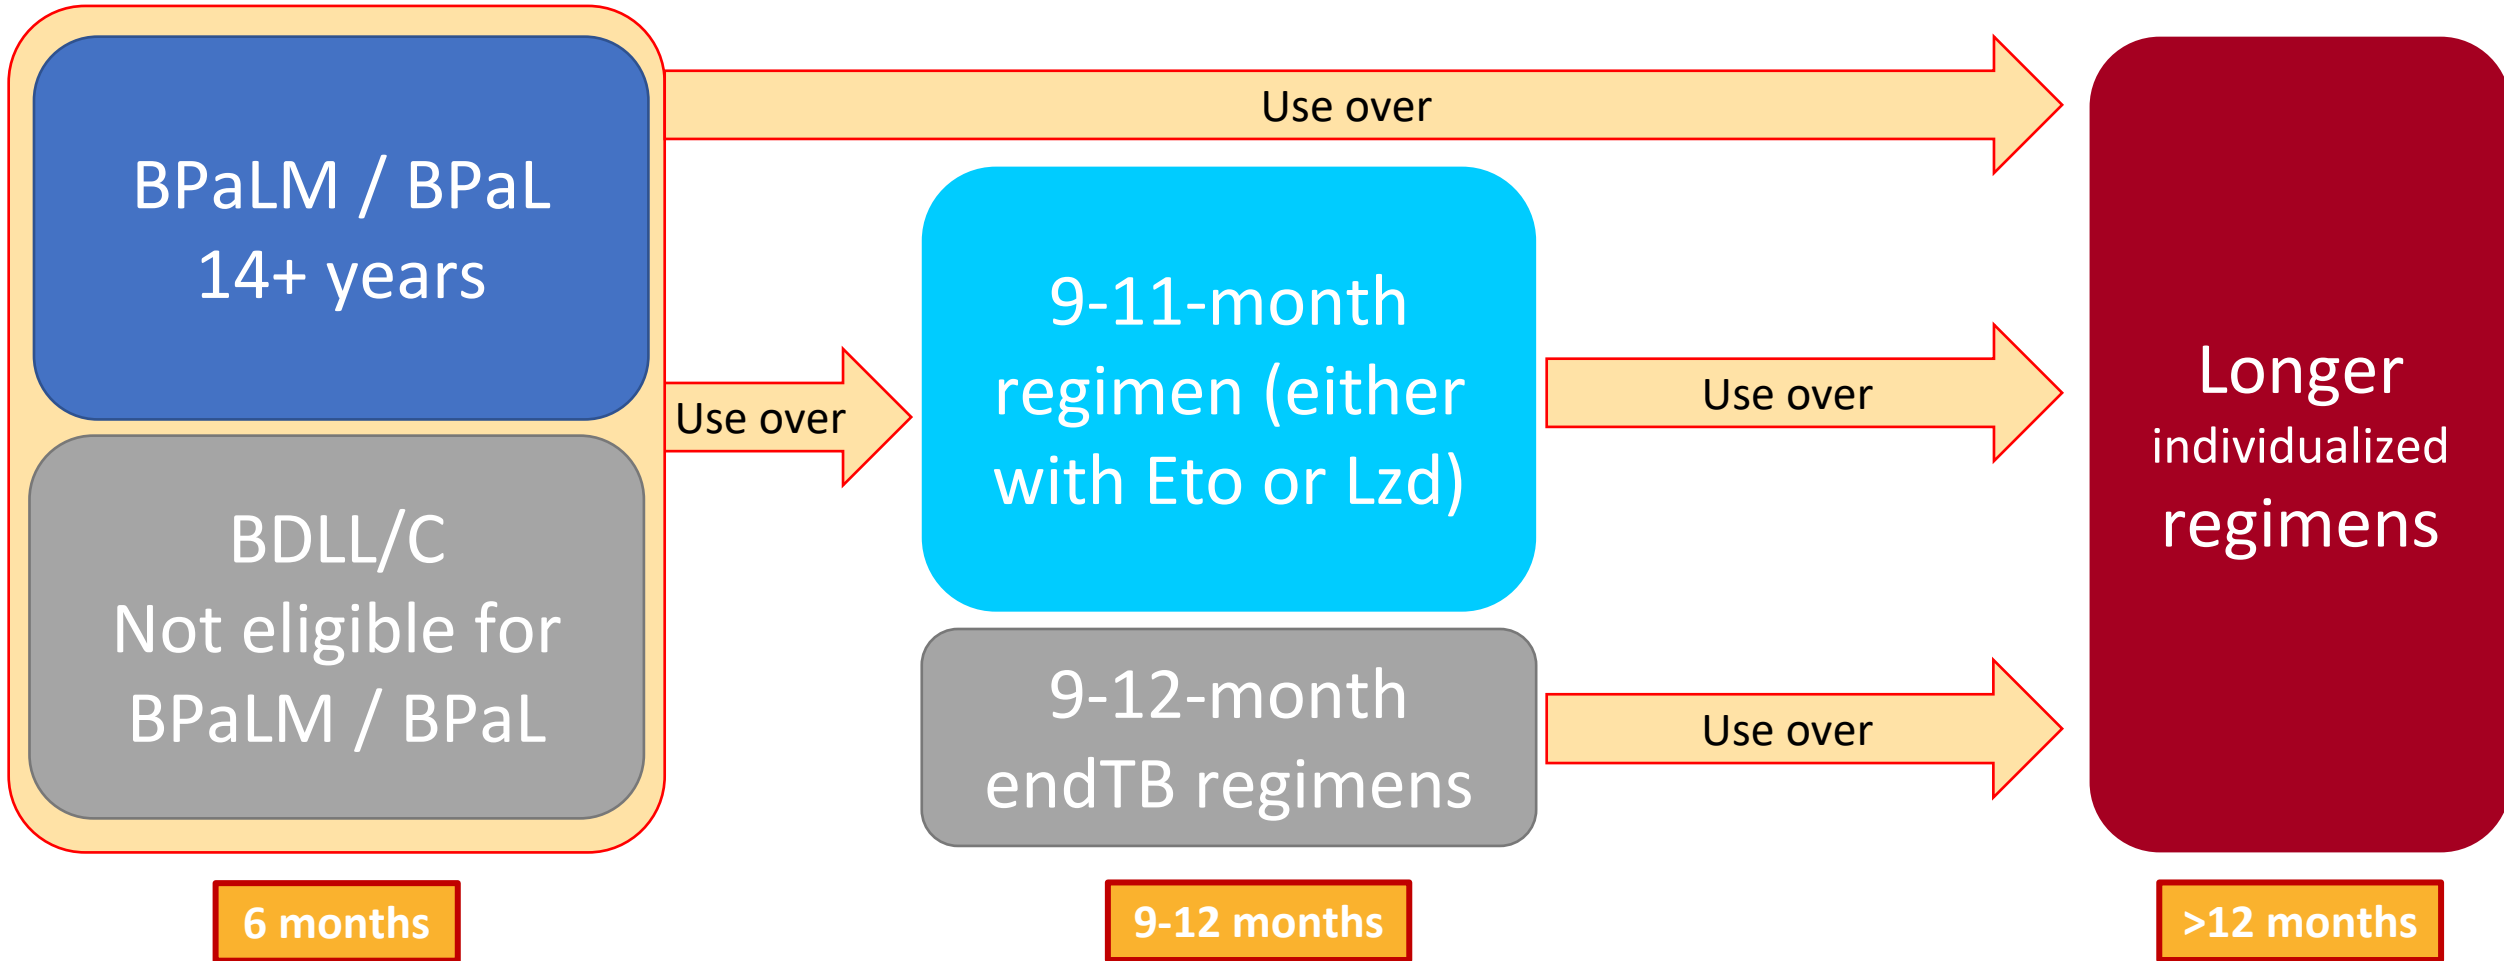 BPaLM / BPaL
14+ years
BDLL/C
Not eligible for
BPaLM / BPaL
6 months
Use over
Use over
9-11-month
regimen (either
with Eto or Lzd)
9-12-month
endTB regimens
9-12 months
Use over
Use over
Longer
individualized
regimens
>12 months